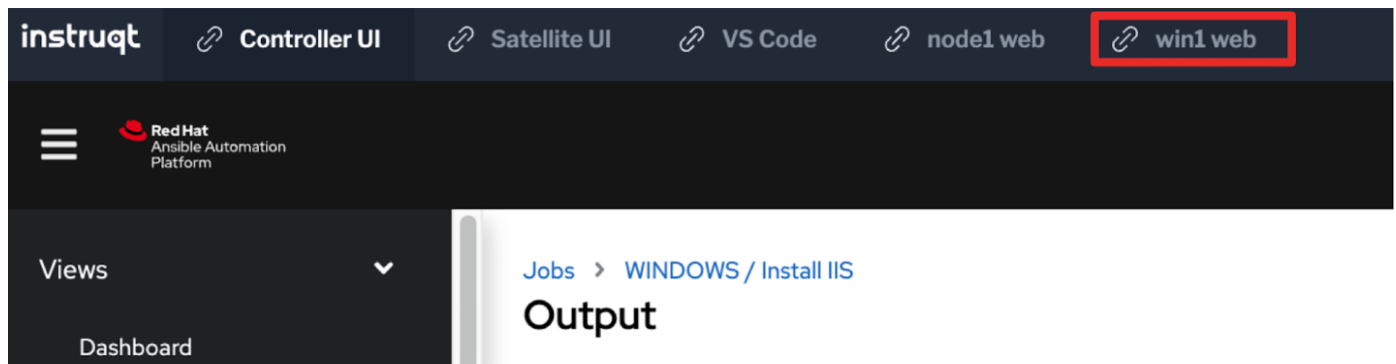 instruqt Controller UI Satellite UI VS Code node1 web win1 web
Red Hat
Ansible Automation
Platform
Views
Dashboard
Jobs > WINDOWS / Install IIS
Output